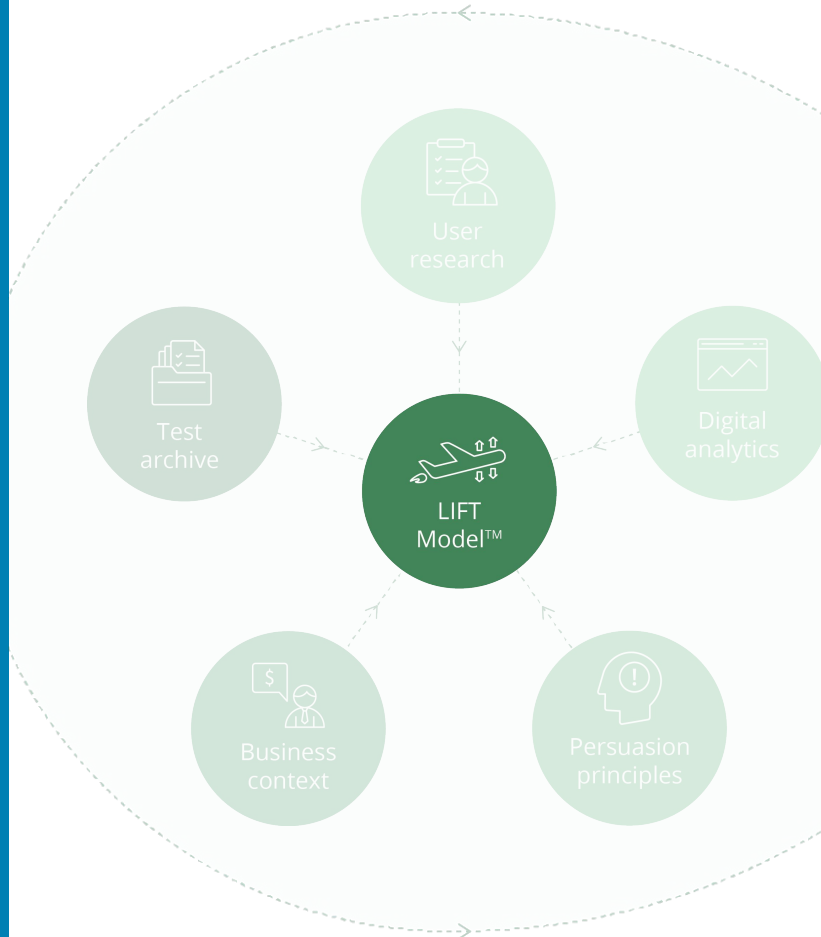 User
research
Test
archive
Digital
analytics
LIFT
Model™
$
Business
context
!
Persuasion
principles